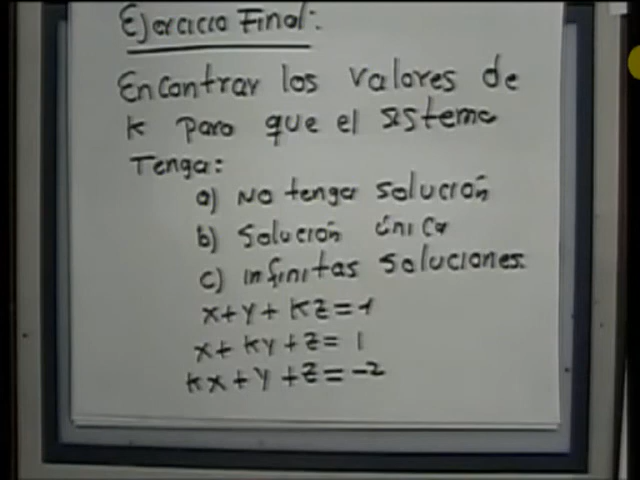 Ejercicio Final:
Encontrar los valores de
k para que el sistema
Tenga:
a) No tenga solución
b) Solución única
c) infinitas soluciones.
x+y+kz=1
x+ky+z=1
kx+y+z=-2